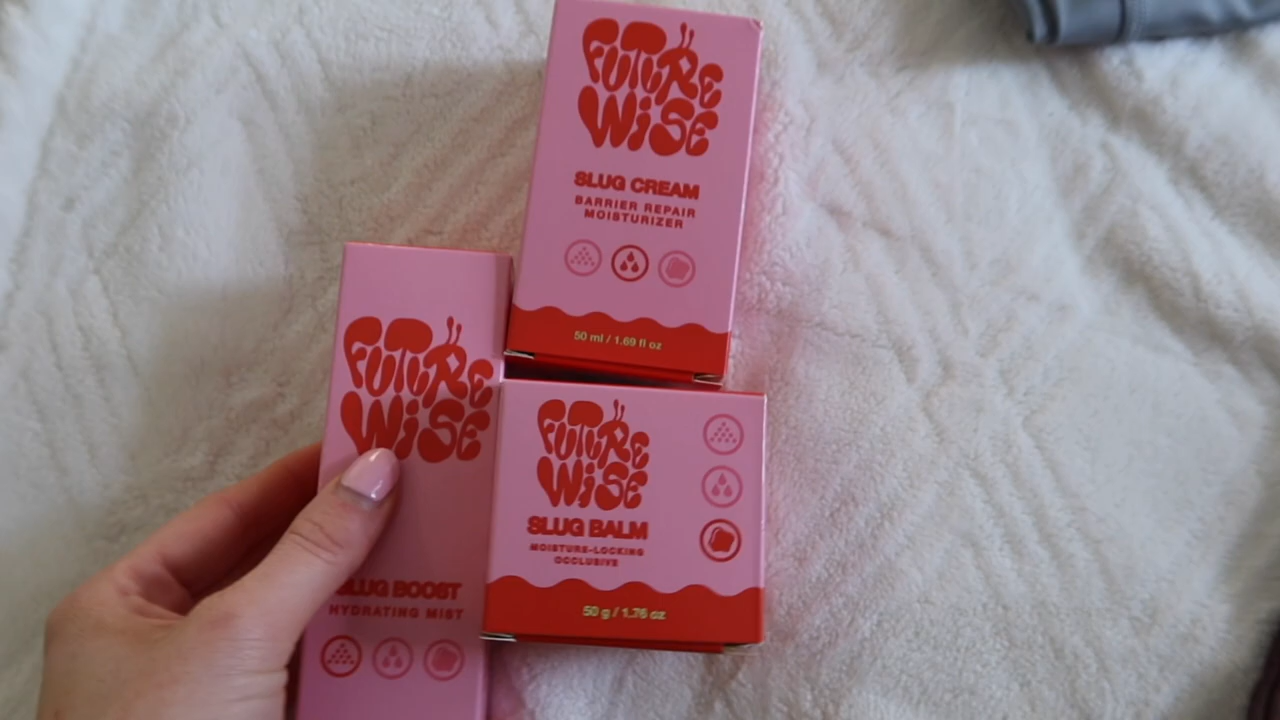 FUTURE
WISE
SLUG CREAM
BARRIER REPAIR
MOISTURIZER
50 ml / 1.69 fl oz
FUTURE
WISE
SLUG BOOST
HYDRATING MIST
FUTURE
WISE
SLUG BALM
MOISTURE-LOCKING
OCCLUSIVE
50 g / 1.76 oz